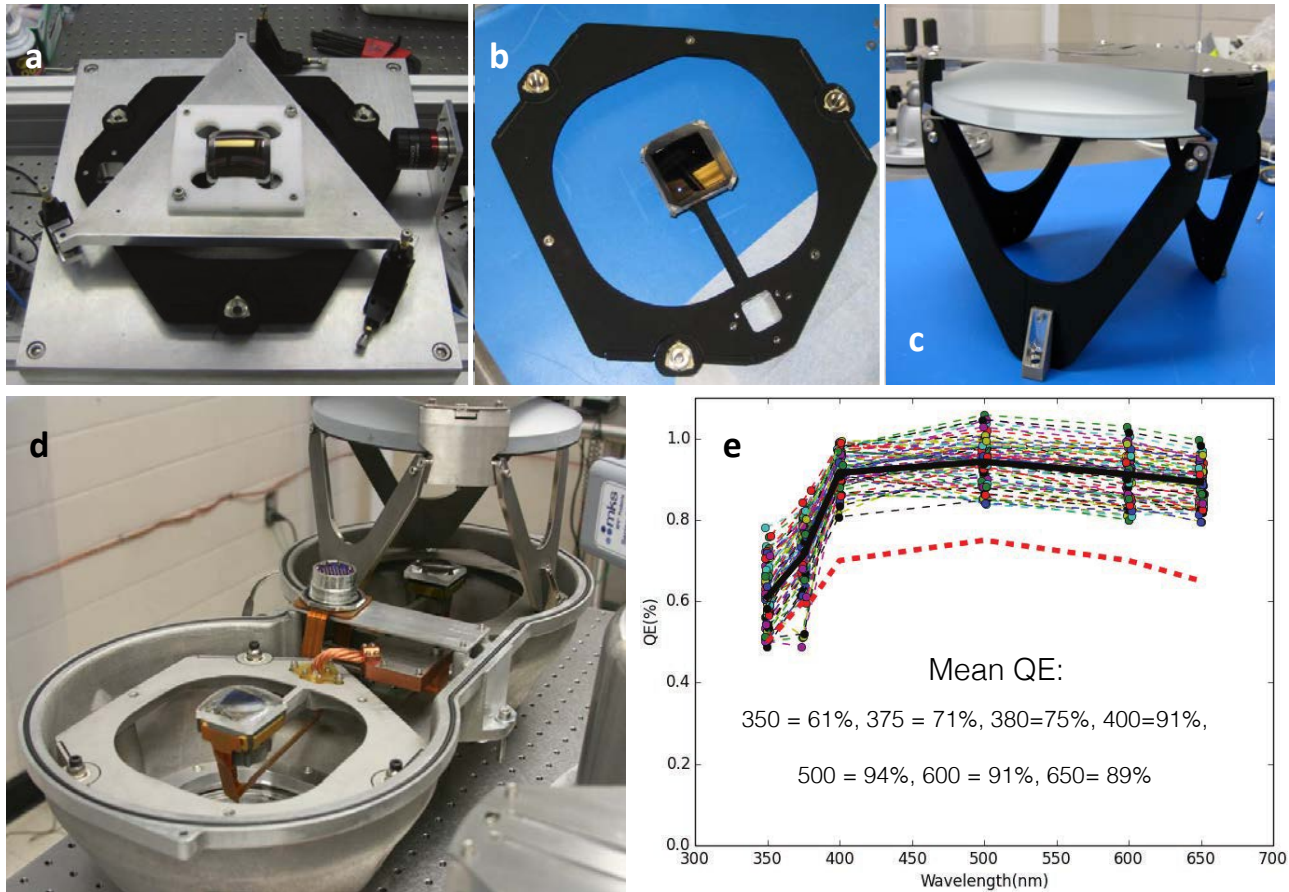 a
b
c
d
mks
e
1.0
0.8
0.6
0.4
0.2
0.0
QE(%)
Mean QE:
350 = 61%, 375 = 71%, 380=75%, 400=91%,
500 = 94%, 600 = 91%, 650= 89%
300 350 400 450 500 550 600 650 700
Wavelength(nm)